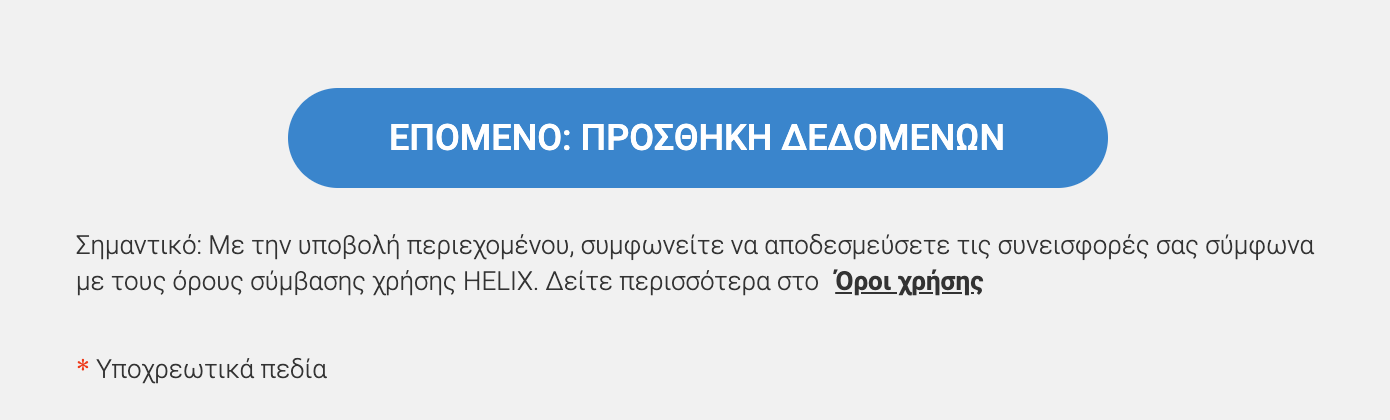 ΕΠΟΜΕΝΟ: ΠΡΟΣΘΗΚΗ ΔΕΔΟΜΕΝΩΝ
Σημαντικό: Με την υποβολή περιεχομένου, συμφωνείτε να αποδεσμεύσετε τις συνεισφορές σας σύμφωνα
με τους όρους σύμβασης χρήσης HELIX. Δείτε περισσότερα στο Όροι χρήσης
* Υποχρεωτικά πεδία